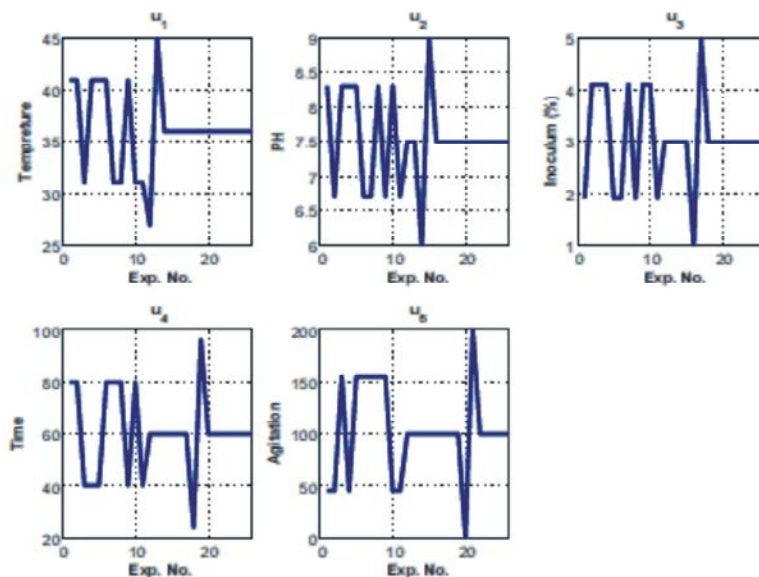 u1
u2
u3
45
40
35
30
25
Tempreture
0
10
20
Exp. No.
9
8.5
8
7.5
7
6.5
6
PH
0
10
20
Exp. No.
5
4
3
2
1
Inoculum (%)
0
10
20
Exp. No.
u4
u5
100
80
60
40
20
Time
0
10
20
Exp. No.
200
150
100
50
0
Agitation
0
10
20
Exp. No.